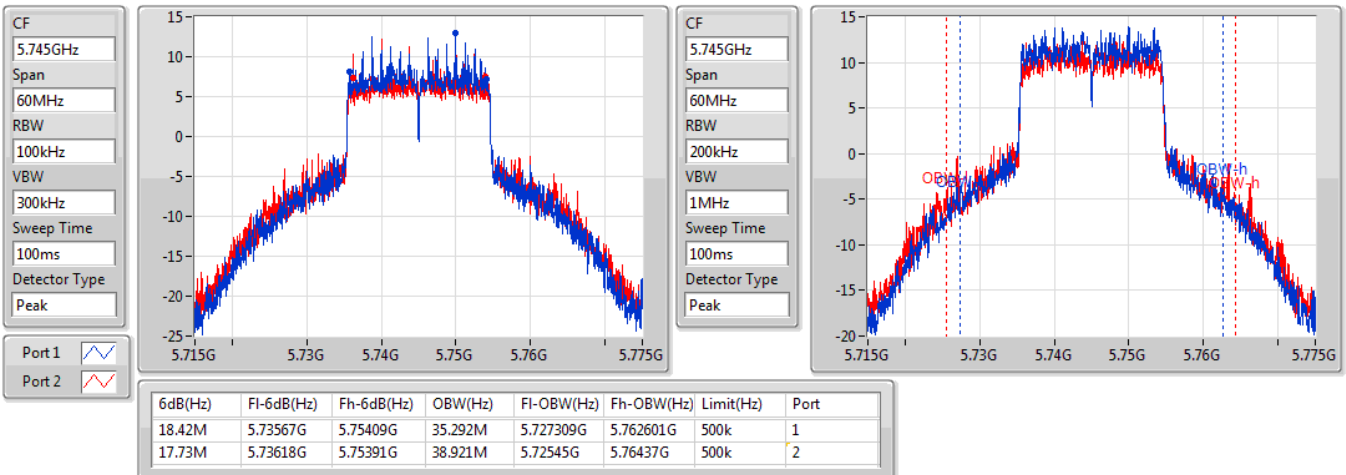 CF
5.745GHz
Span
60MHz
RBW
100kHz
VBW
300kHz
Sweep Time
100ms
Detector Type
Peak
Port 1
Port 2
15
10
5
0
-5
-10
-15
-20
-25
5.715G 5.73G 5.74G 5.75G 5.76G 5.775G
CF
5.745GHz
Span
60MHz
RBW
200kHz
VBW
1MHz
Sweep Time
100ms
Detector Type
Peak
15
10
5
0
-5
-10
-15
-20
OBW-h
OBW-h
5.715G 5.73G 5.74G 5.75G 5.76G 5.775G
6dB(Hz) Fl-6dB(Hz) Fh-6dB(Hz) OBW(Hz) Fl-OBW(Hz) Fh-OBW(Hz) Limit(Hz) Port
18.42M 5.73567G 5.75409G 35.292M 5.727309G 5.762601G 500k 1
17.73M 5.73618G 5.75391G 38.921M 5.72545G 5.76437G 500k 2